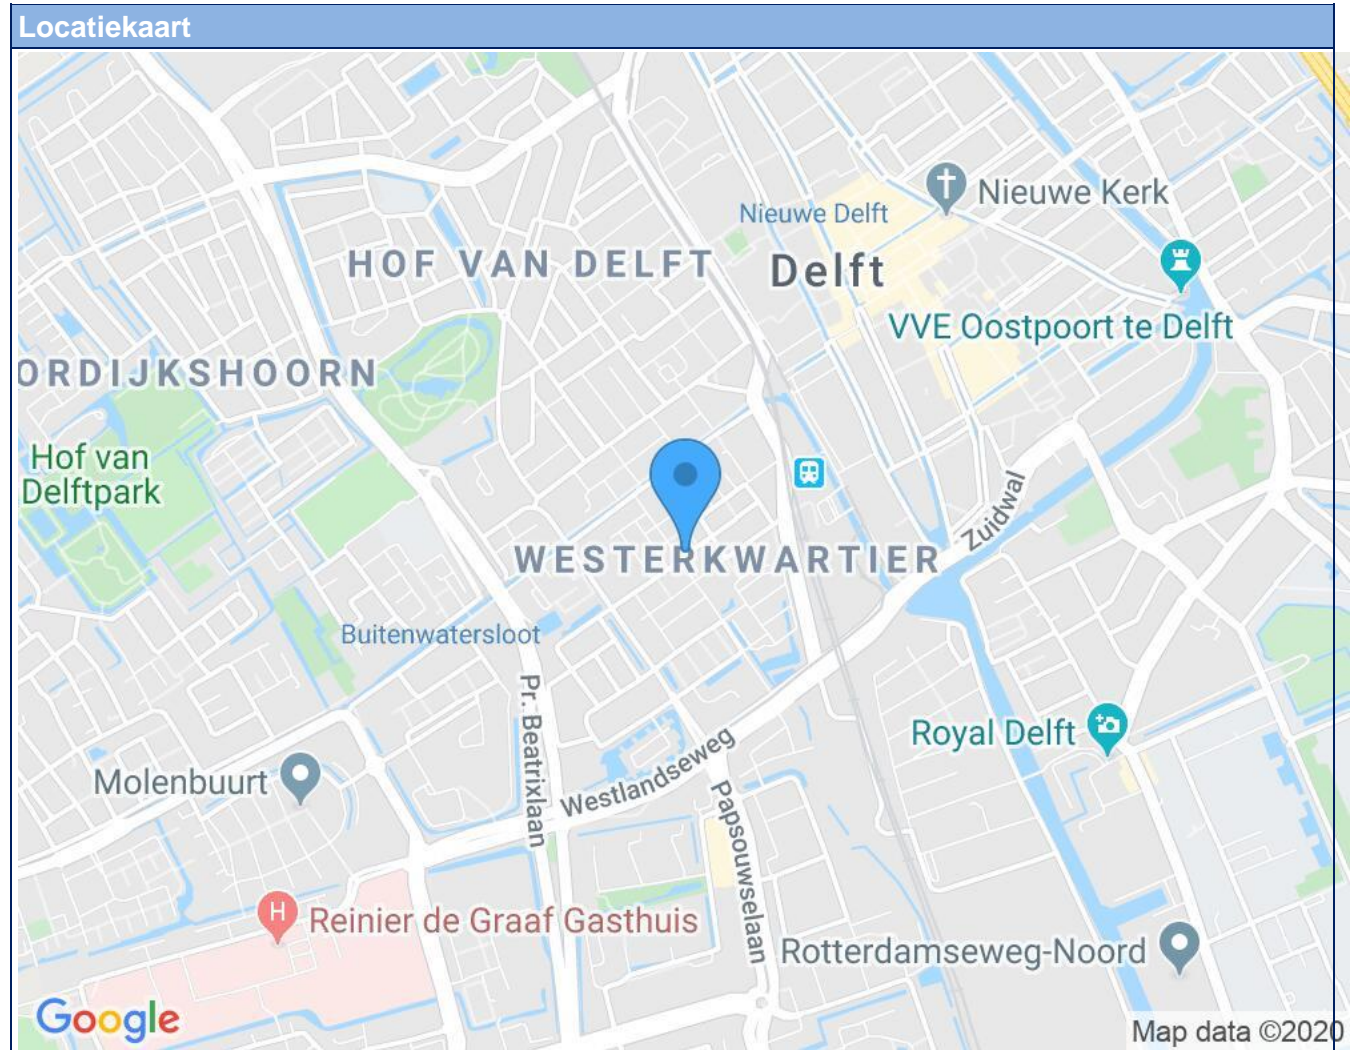 Locatiekaart
Nieuwe Kerk
Nieuwe Delft
HOF VAN DELFT
Delft
VVE Oostpoort te Delft
ORDIJKSHOORN
Hof van
Delftpark
Zuidwal
WESTERKWARTIER
Buitenwatersloot
Pr. Beatrixlaan
Royal Delft
Westlandseweg
Molenbuurt
Papsouwselaan
H
Reinier de Graaf Gasthuis
Rotterdamseweg-Noord
Google
Map data ©2020